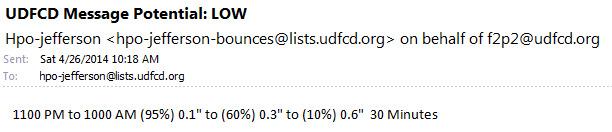 UDFCD Message Potential: LOW
Hpo-jefferson <hpo-jefferson-bounces@lists.udfcd.org> on behalf of f2p2@udfcd.org
Sent: Sat 4/26/2014 10:18 AM
To: hpo-jefferson@lists.udfcd.org
1100 PM to 1000 AM (95%) 0.1" to (60%) 0.3" to (10%) 0.6" 30 Minutes